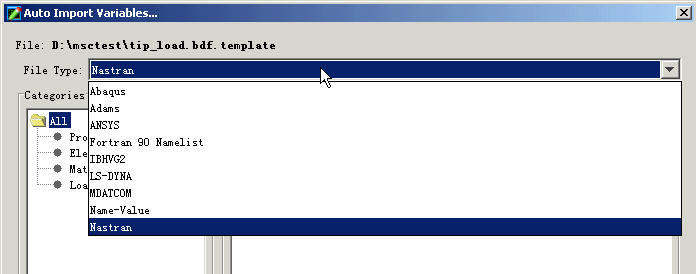 Auto Import Variables...
File: D:\msctest\tip_load.bdf.template
File Type: Nastran
Categories
Abaqus
All
Adams
ANSYS
Pro
Fortran 90 Namelist
Ele
IBHVG2
Mat
LS-DYNA
Loa
MDATCOM
Name-Value
Nastran